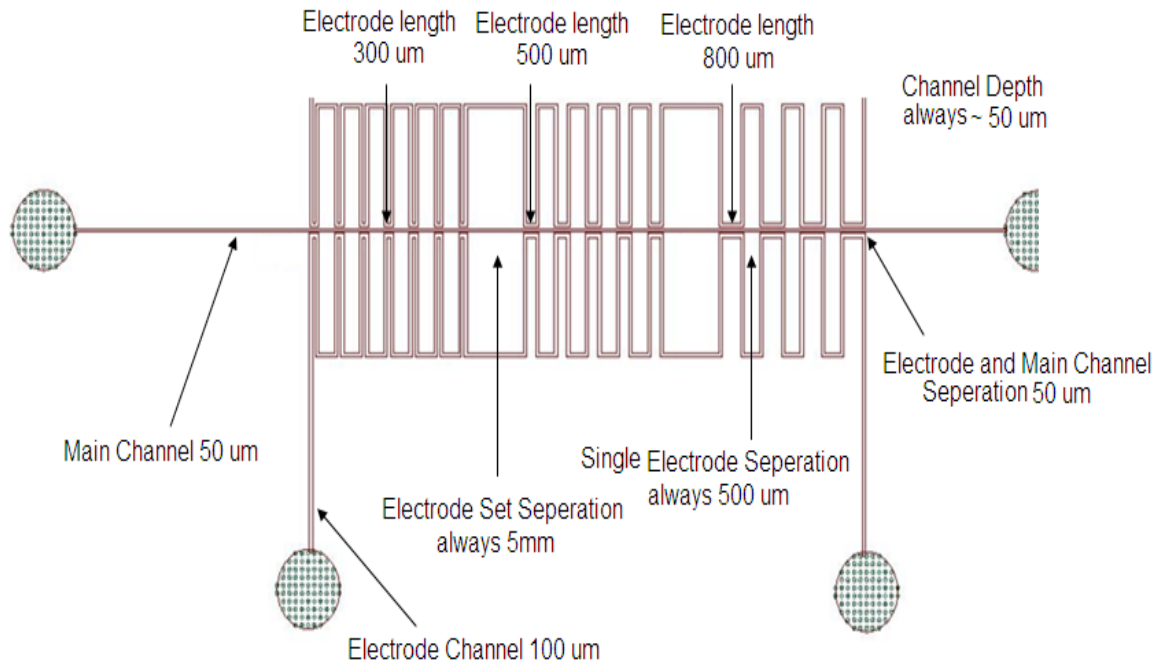 Electrode length
300 um
Electrode length
500 um
Electrode length
800 um
Channel Depth
always ~ 50 um
Main Channel 50 um
Electrode Set Seperation
always 5mm
Single Electrode Seperation
always 500 um
Electrode and Main Channel
Seperation 50 um
Electrode Channel 100 um